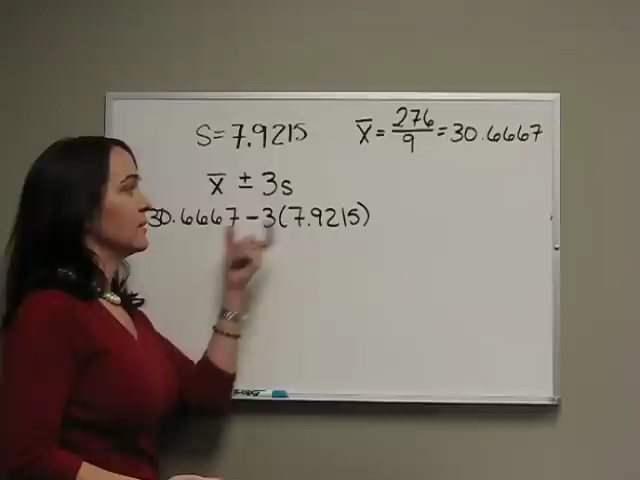 S = 7.9215
x̄ = 276/9 = 30.6667
x̄ ± 3s
30.6667 - 3(7.9215)